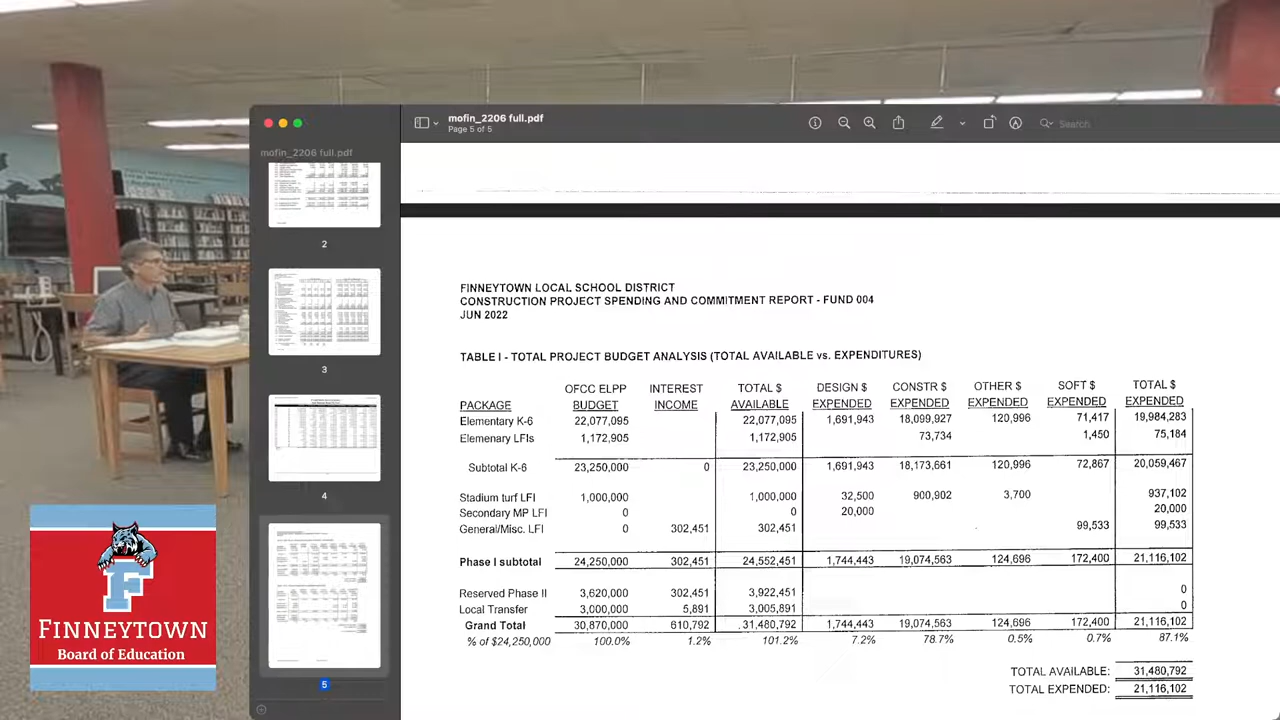 mofin_2206 full.pdf
Page 5 of 5
Search
mofin_2206 full.pdf
2
3
4
5
FINNEYTOWN LOCAL SCHOOL DISTRICT
CONSTRUCTION PROJECT SPENDING AND COMMITMENT REPORT - FUND 004
JUN 2022
TABLE I - TOTAL PROJECT BUDGET ANALYSIS (TOTAL AVAILABLE vs. EXPENDITURES)
OFCC ELPP INTEREST TOTAL $ DESIGN $ CONSTR $ OTHER $ SOFT $ TOTAL $
PACKAGE BUDGET INCOME AVAILABLE EXPENDED EXPENDED EXPENDED EXPENDED EXPENDED
Elementary K-6 22,077,095 22,077,095 1,691,943 18,099,927 120,996 71,417 19,984,283
Elemenary LFIs 1,172,905 1,172,905 73,734 1,450 75,184
Subtotal K-6 23,250,000 0 23,250,000 1,691,943 18,173,661 120,996 72,867 20,059,467
Stadium turf LFI 1,000,000 1,000,000 32,500 900,902 3,700 937,102
Secondary MP LFI 0 0 20,000 20,000
General/Misc. LFI 0 302,451 302,451 99,533
Phase I subtotal 24,250,000 302,451 24,552,451 1,744,443 19,074,563 124,696 172,400 21,116,102
Reserved Phase II 3,620,000 302,451 3,922,451 0
Local Transfer 3,000,000 0
Grand Total 30,870,000 610,792 31,480,792 1,744,443 19,074,563 124,696 172,400 21,116,102
% of $24,250,000 100.0% 1.2% 101.2% 7.2% 78.7% 0.5% 0.7% 87.1%
TOTAL AVAILABLE: 31,480,792
TOTAL EXPENDED: 21,116,102
F
FINNEYTOWN
Board of Education